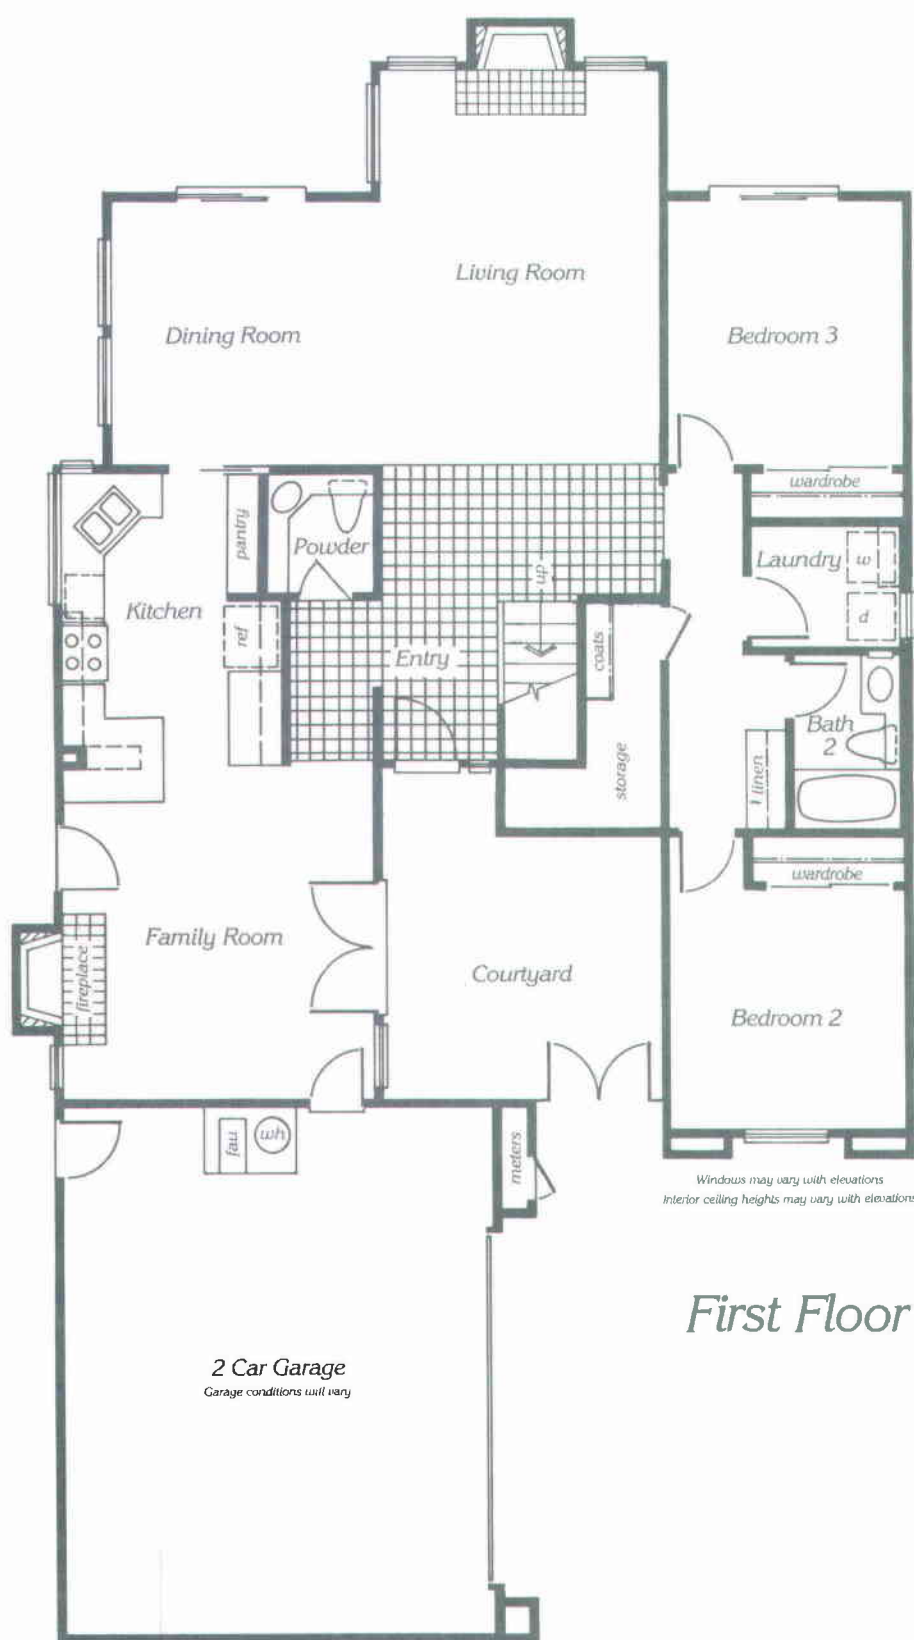 Living Room
Dining Room
Bedroom 3
wardrobe
pantry
Powder
Laundry
w
d
up
Kitchen
ref
Entry
coats
Bath
2
linen
storage
wardrobe
Family Room
fireplace
Courtyard
Bedroom 2
fau
wh
meters
Windows may vary with elevations
Interior ceiling heights may vary with elevations
First Floor
2 Car Garage
Garage conditions will vary